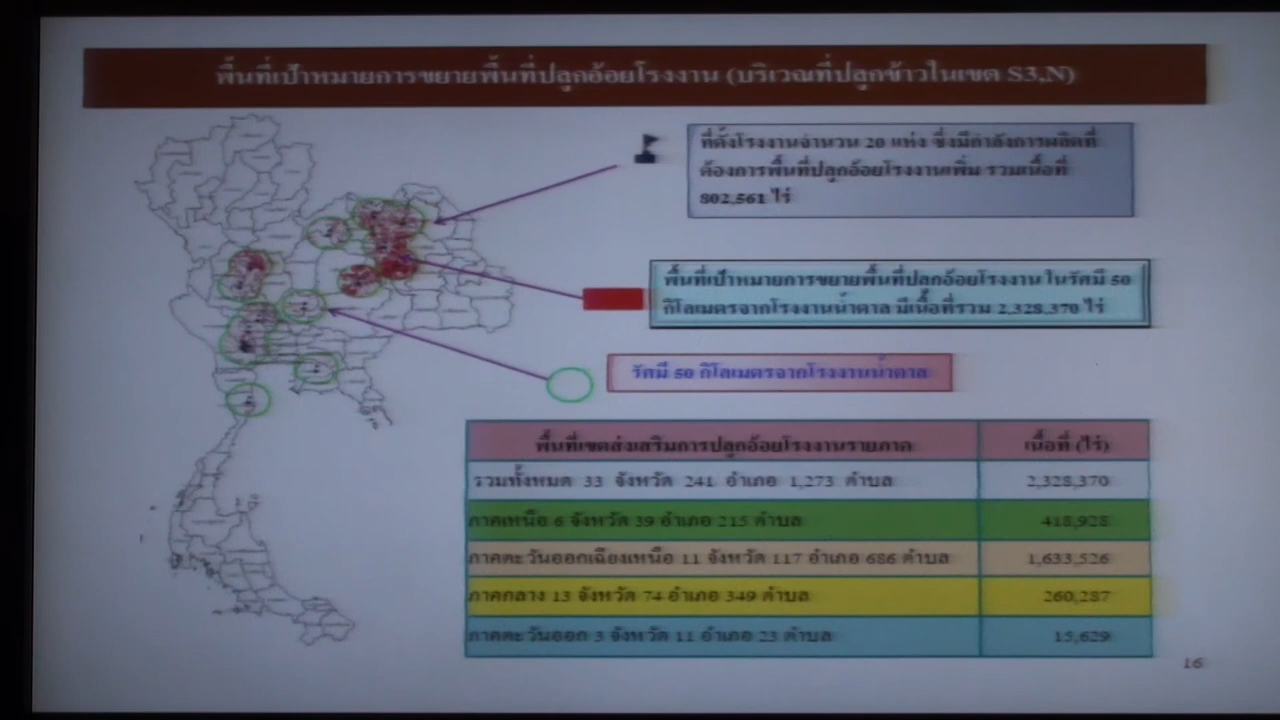 พื้นที่เป้าหมายการขยายพื้นที่ปลูกอ้อยโรงงาน (บริเวณที่ปลูกข้าวในเขต S3,N)
ที่ตั้งโรงงานจำนวน 20 แห่ง ซึ่งมีกำลังการผลิตที่
ต้องการพื้นที่ปลูกอ้อยโรงงานเพิ่ม รวมเนื้อที่
802,561 ไร่
พื้นที่เป้าหมายการขยายพื้นที่ปลูกอ้อยโรงงาน ในรัศมี 50
กิโลเมตรจากโรงงานน้ำตาล มีเนื้อที่รวม 2,328,370 ไร่
รัศมี 50 กิโลเมตรจากโรงงานน้ำตาล
พื้นที่เขตส่งเสริมการปลูกอ้อยโรงงานรายภาค เนื้อที่ (ไร่)
รวมทั้งหมด 33 จังหวัด 241 อำเภอ 1,273 ตำบล 2,328,370
ภาคเหนือ 6 จังหวัด 39 อำเภอ 215 ตำบล 418,928
ภาคตะวันออกเฉียงเหนือ 11 จังหวัด 117 อำเภอ 686 ตำบล 1,633,526
ภาคกลาง 13 จังหวัด 74 อำเภอ 349 ตำบล 260,287
ภาคตะวันออก 3 จังหวัด 11 อำเภอ 23 ตำบล 15,629
16